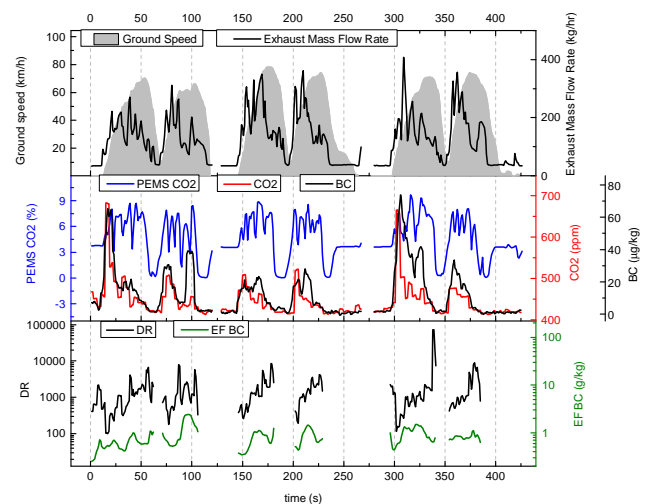 0 50 100 150 200 250 300 350 400
Ground Speed
Exhaust Mass Flow Rate
100
80
60
40
20
Ground speed (km/h)
400
300
200
100
0
Exhaust Mass Flow Rate (kg/hr)
PEMS CO2
CO2
BC
9
6
3
0
-3
PEMS CO2 (%)
700
650
600
550
500
450
400
CO2 (ppm)
80
60
40
20
0
BC (µg/kg)
DR
EF BC
100000
10000
1000
100
DR
100
10
1
EF BC (g/kg)
0 50 100 150 200 250 300 350 400
time (s)